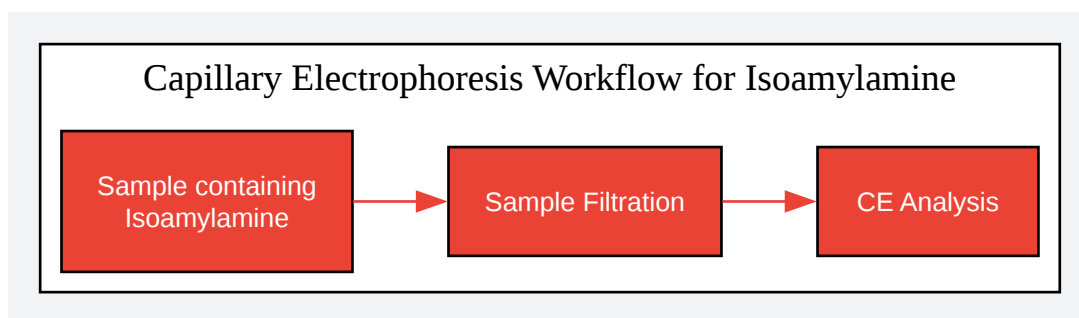 Capillary Electrophoresis Workflow for Isoamylamine
Sample containing
Isoamylamine
Sample Filtration
CE Analysis